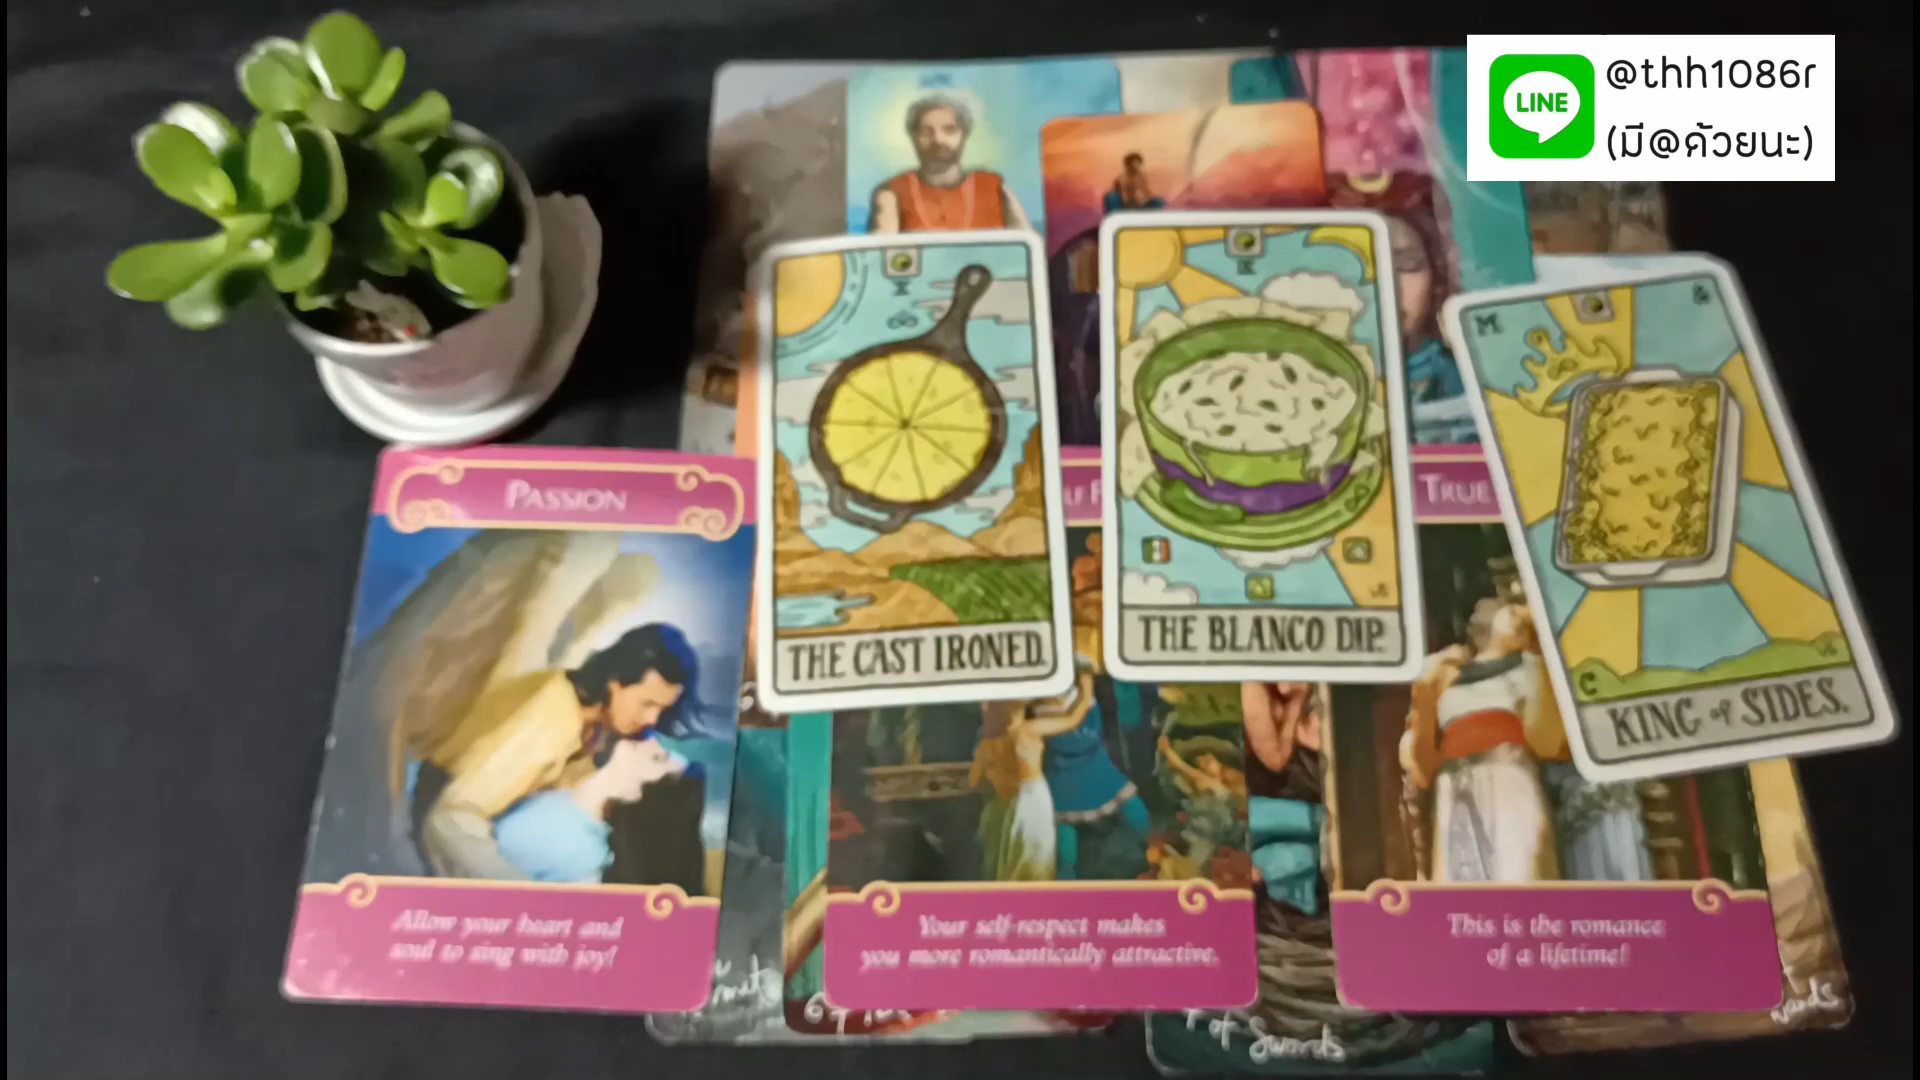 LINE
@thh1086r
(มี@ด้วยนะ)
PASSION
TRUE
M
8
THE CAST IRONED.
THE BLANCO DIP.
C
KING of SIDES.
Allow your heart and
soul to sing with joy!
Your self-respect makes
you more romantically attractive.
This is the romance
of a lifetime!
of Swords